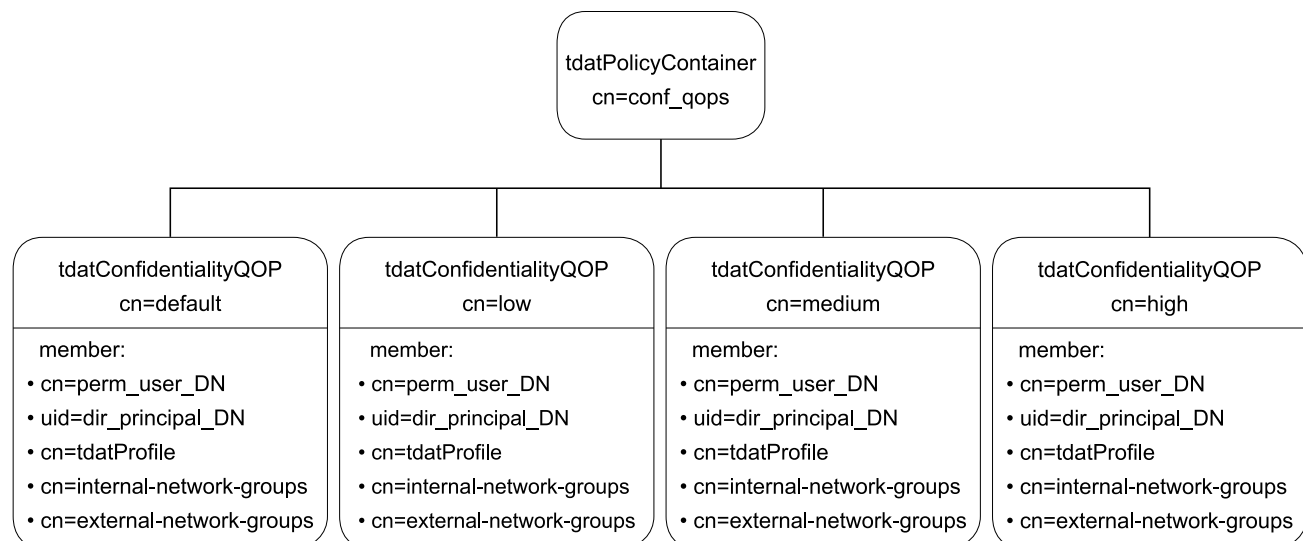 tdatPolicyContainer
cn=conf_qops
tdatConfidentialityQOP
cn=default
member:
• cn=perm_user_DN
• uid=dir_principal_DN
• cn=tdatProfile
• cn=internal-network-groups
• cn=external-network-groups
tdatConfidentialityQOP
cn=low
member:
• cn=perm_user_DN
• uid=dir_principal_DN
• cn=tdatProfile
• cn=internal-network-groups
• cn=external-network-groups
tdatConfidentialityQOP
cn=medium
member:
• cn=perm_user_DN
• uid=dir_principal_DN
• cn=tdatProfile
• cn=internal-network-groups
• cn=external-network-groups
tdatConfidentialityQOP
cn=high
member:
• cn=perm_user_DN
• uid=dir_principal_DN
• cn=tdatProfile
• cn=internal-network-groups
• cn=external-network-groups